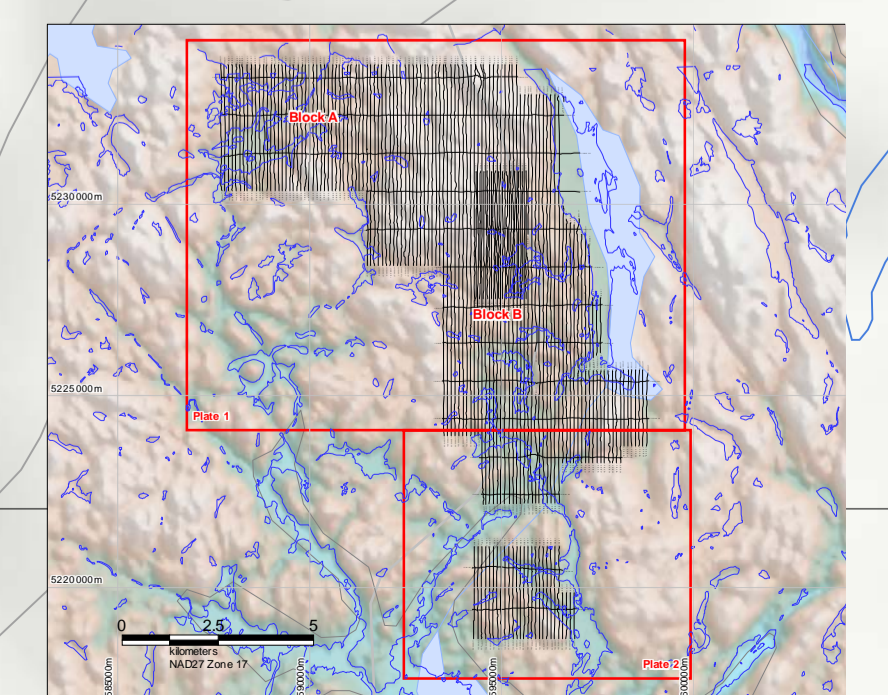 Block A
5230000m
Block B
5225000m
Plate 1
5220000m
0 2.5 5
kilometers
NAD27 Zone 17
Plate 2